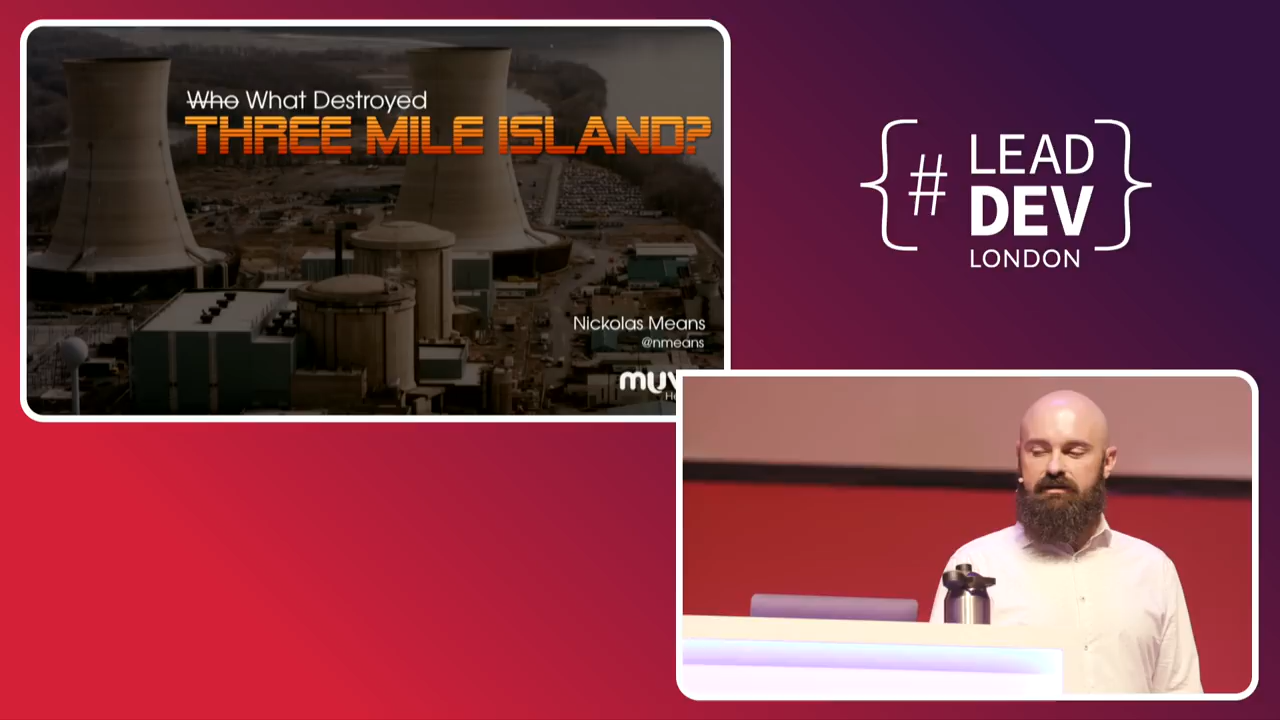 Who What Destroyed
THREE MILE ISLAND?
Nickolas Means
@nmeans
# LEAD
DEV
LONDON